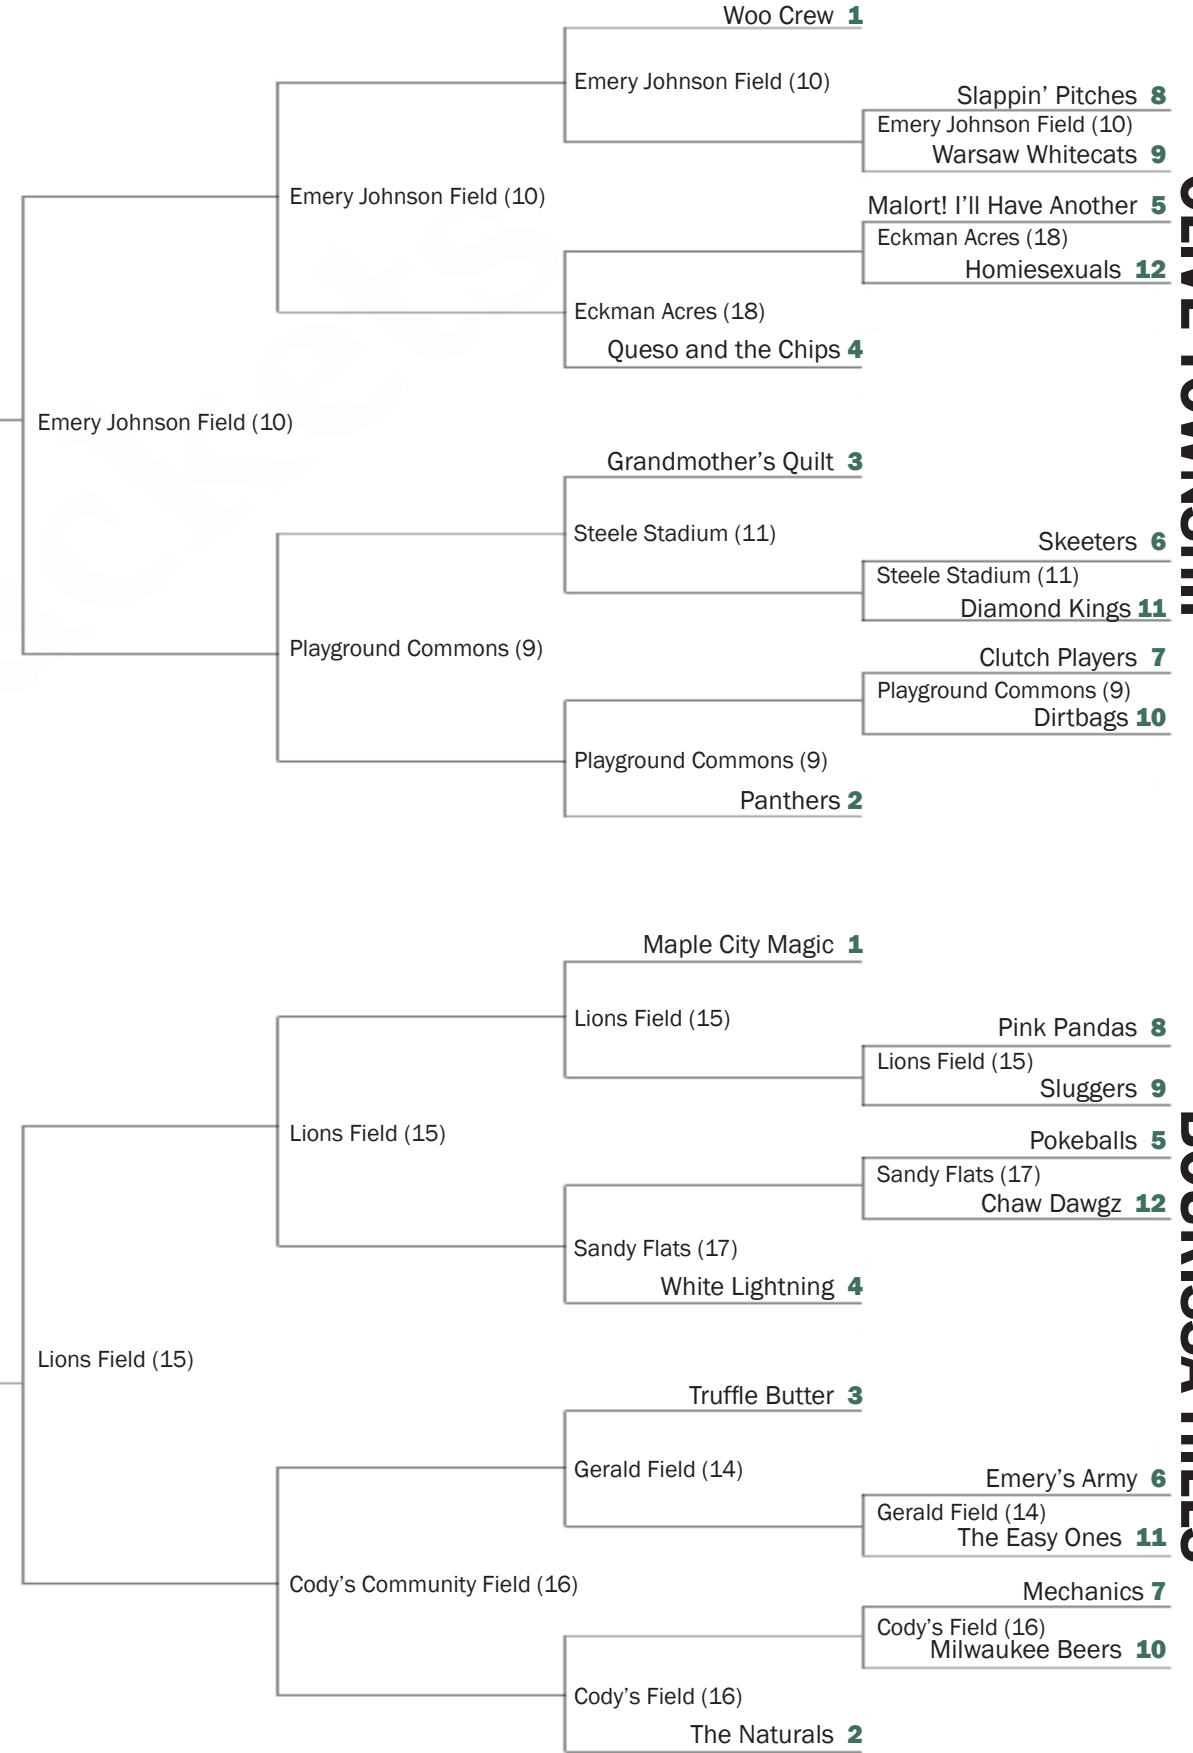 Woo Crew 1
Emery Johnson Field (10)
Slappin’ Pitches 8
Emery Johnson Field (10)
Warsaw Whitecats 9
Emery Johnson Field (10)
Malort! I’ll Have Another 5
Eckman Acres (18)
Homiesexuals 12
Eckman Acres (18)
Queso and the Chips 4
Emery Johnson Field (10)
Grandmother’s Quilt 3
Steele Stadium (11)
Skeeters 6
Steele Stadium (11)
Diamond Kings 11
Playground Commons (9)
Clutch Players 7
Playground Commons (9)
Dirtbags 10
Playground Commons (9)
Panthers 2
Maple City Magic 1
Lions Field (15)
Pink Pandas 8
Lions Field (15)
Sluggers 9
Lions Field (15)
Pokeballs 5
Sandy Flats (17)
Chaw Dawgz 12
Sandy Flats (17)
White Lightning 4
Lions Field (15)
Truffle Butter 3
Gerald Field (14)
Emery’s Army 6
Gerald Field (14)
The Easy Ones 11
Cody’s Community Field (16)
Mechanics 7
Cody’s Field (16)
Milwaukee Beers 10
Cody’s Field (16)
The Naturals 2